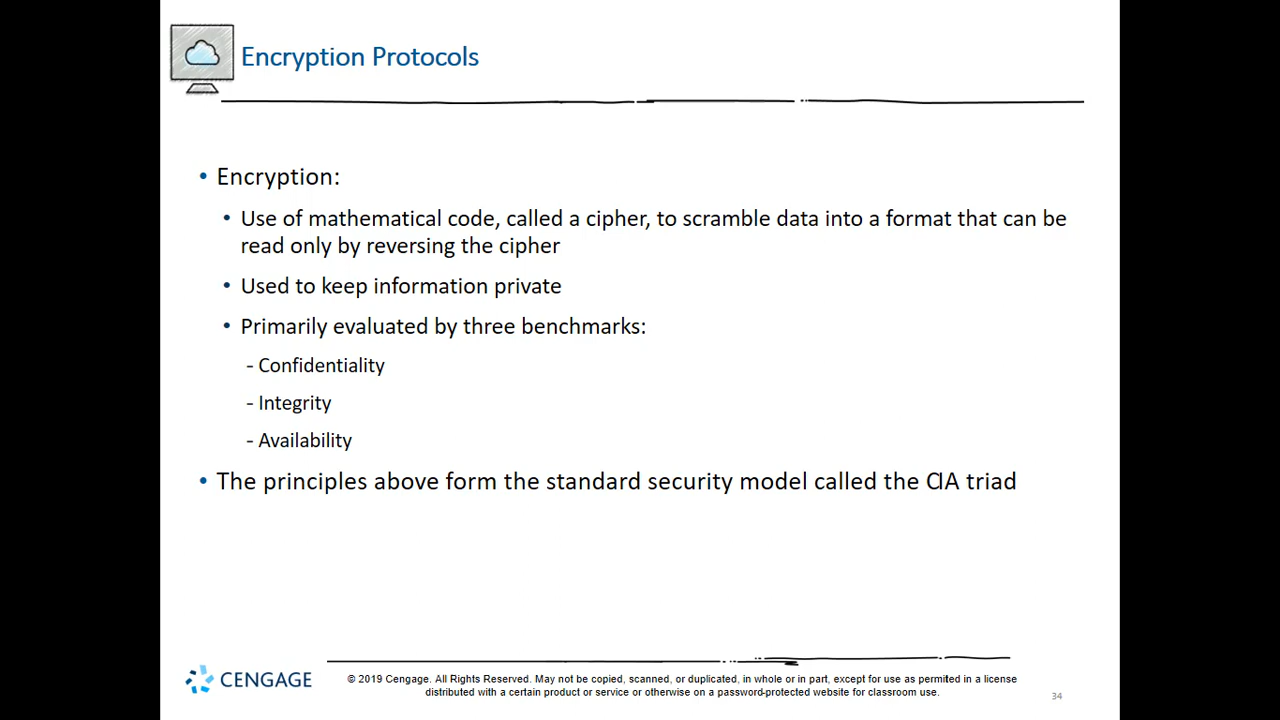 Encryption Protocols
• Encryption:
• Use of mathematical code, called a cipher, to scramble data into a format that can be
read only by reversing the cipher
• Used to keep information private
• Primarily evaluated by three benchmarks:
- Confidentiality
- Integrity
- Availability
• The principles above form the standard security model called the CIA triad
CENGAGE
© 2019 Cengage. All Rights Reserved. May not be copied, scanned, or duplicated, in whole or in part, except for use as permitted in a license
distributed with a certain product or service or otherwise on a password-protected website for classroom use.
34